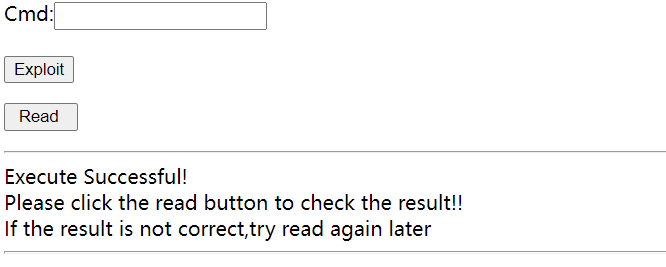 Cmd:
Exploit
Read
Execute Successful!
Please click the read button to check the result!!
If the result is not correct,try read again later